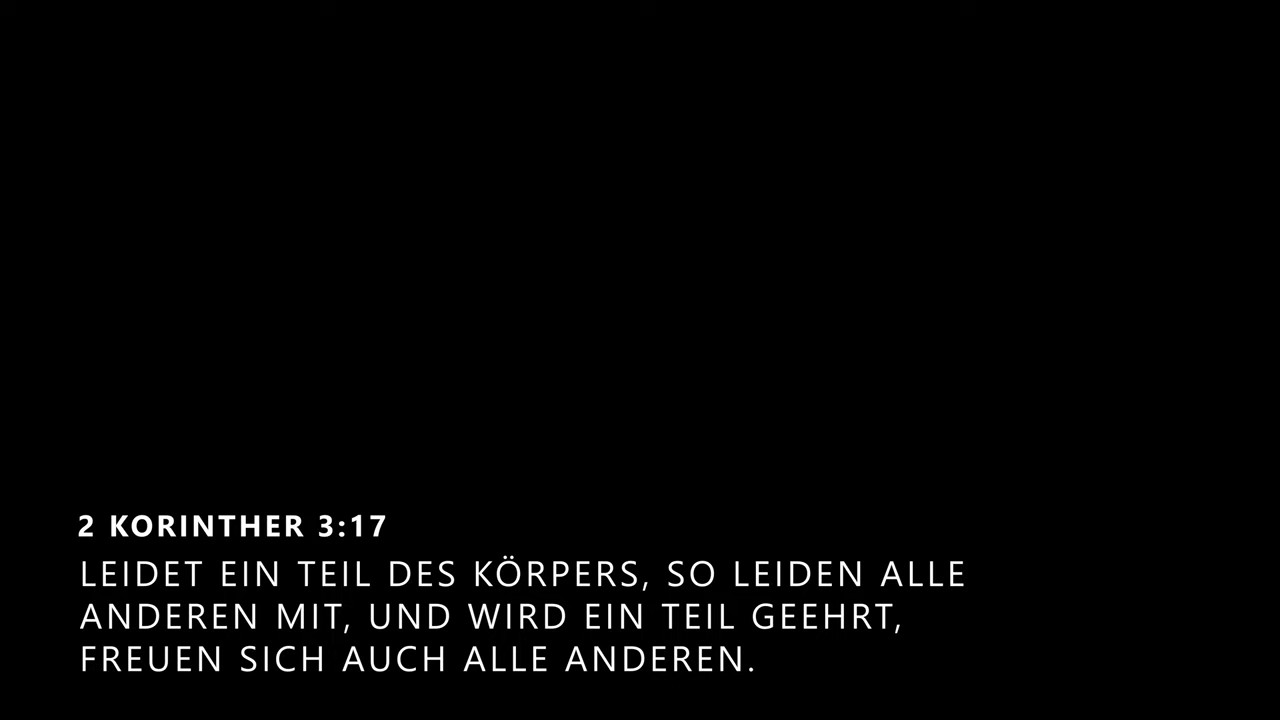 2 KORINTHER 3:17
LEIDET EIN TEIL DES KÖRPERS, SO LEIDEN ALLE
ANDEREN MIT, UND WIRD EIN TEIL GEEHRT,
FREUEN SICH AUCH ALLE ANDEREN.